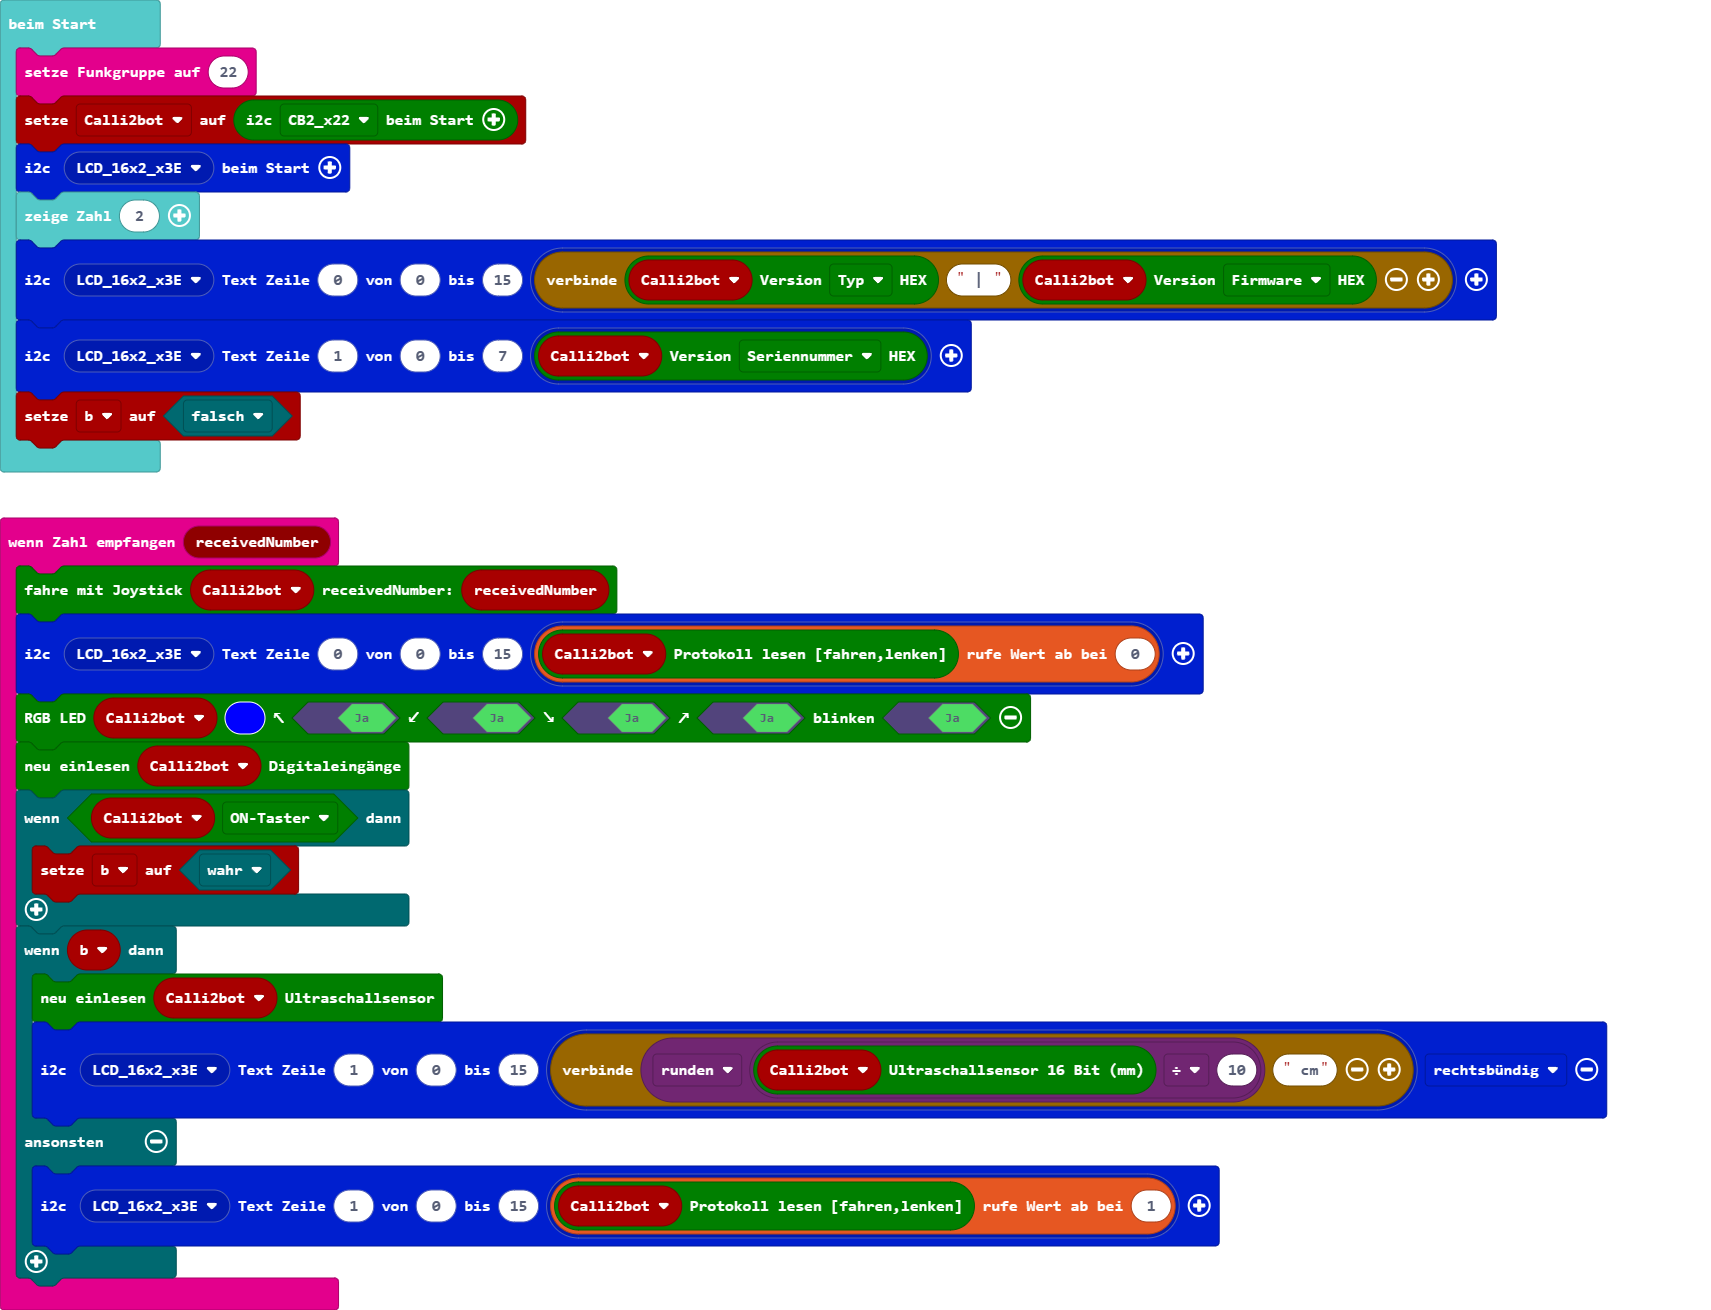 beim Start
setze Funkgruppe auf 22
setze Calli2bot auf i2c CB2_x22 beim Start
i2c LCD_16x2_x3E beim Start
zeige Zahl 2
i2c LCD_16x2_x3E Text Zeile 0 von 0 bis 15 verbinde Calli2bot Version Typ HEX " | " Calli2bot Version Firmware HEX
i2c LCD_16x2_x3E Text Zeile 1 von 0 bis 7 Calli2bot Version Seriennummer HEX
setze b auf falsch
wenn Zahl empfangen receivedNumber
fahre mit Joystick Calli2bot receivedNumber: receivedNumber
i2c LCD_16x2_x3E Text Zeile 0 von 0 bis 15 Calli2bot Protokoll lesen [fahren,lenken] rufe Wert ab bei 0
RGB LED Calli2bot ↖ Ja ↙ Ja ↘ Ja ↗ Ja blinken Ja
neu einlesen Calli2bot Digitaleingänge
wenn Calli2bot ON-Taster dann
setze b auf wahr
wenn b dann
neu einlesen Calli2bot Ultraschallsensor
i2c LCD_16x2_x3E Text Zeile 1 von 0 bis 15 verbinde runden Calli2bot Ultraschallsensor 16 Bit (mm) ÷ 10 " cm" rechtsbündig
ansonsten
i2c LCD_16x2_x3E Text Zeile 1 von 0 bis 15 Calli2bot Protokoll lesen [fahren,lenken] rufe Wert ab bei 1